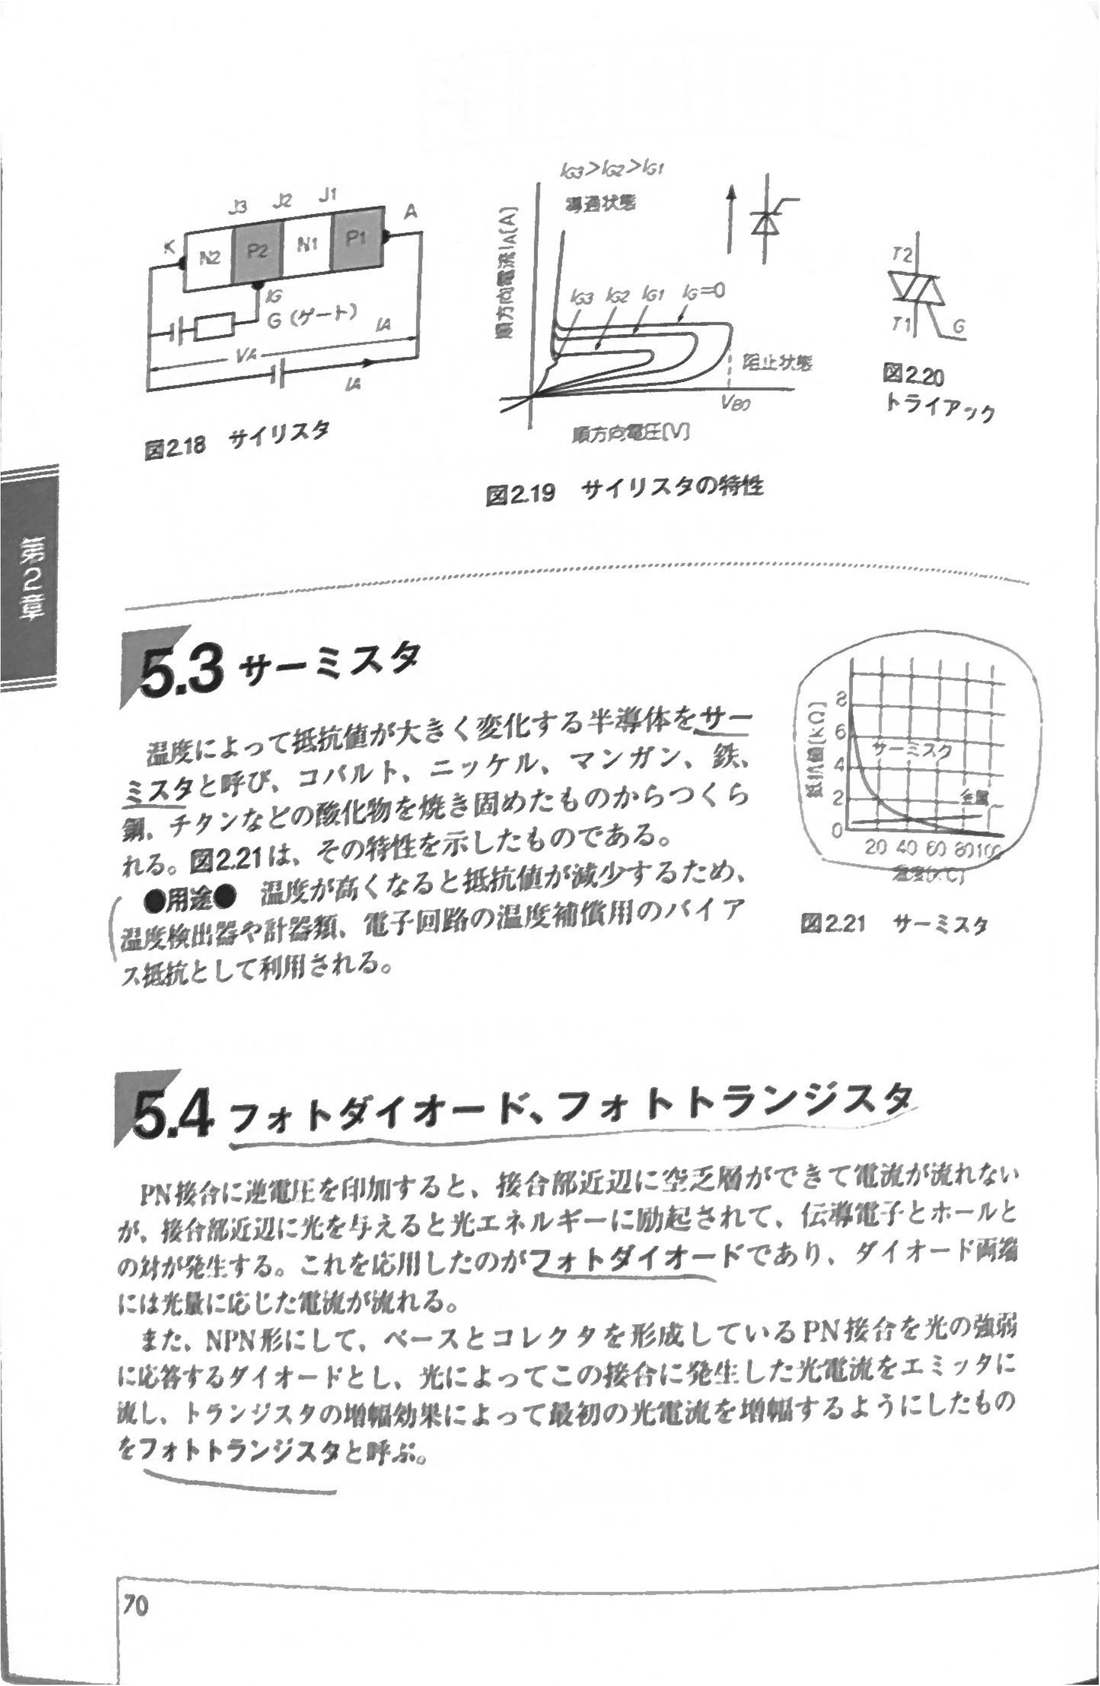 J3 J2 J1
K N2 P2 N1 P1 A
IG
G (ゲート) IA
VA
IA
図2.18 サイリスタ
IG3>IG2>IG1
導通状態
順方向電流IA[A]
IG3 IG2 IG1 IG=0
阻止状態
VBO
順方向電圧[V]
図2.19 サイリスタの特性
T2
T1 G
図2.20
トライアック
第2章
5.3 サーミスタ
温度によって抵抗値が大きく変化する半導体をサー
ミスタと呼び、コバルト、ニッケル、マンガン、鉄、
銅、チタンなどの酸化物を焼き固めたものからつくら
れる。図2.21は、その特性を示したものである。
●用途● 温度が高くなると抵抗値が減少するため、
温度検出器や計器類、電子回路の温度補償用のバイア
ス抵抗として利用される。
抵抗値[kΩ]
8
6
4
2
0
サーミスタ
金属
20 40 60 80 100
温度[℃]
図2.21 サーミスタ
5.4 フォトダイオード、フォトトランジスタ
PN接合に逆電圧を印加すると、接合部近辺に空乏層ができて電流が流れない
が、接合部近辺に光を与えると光エネルギーに励起されて、伝導電子とホールと
の対が発生する。これを応用したのがフォトダイオードであり、ダイオード両端
には光量に応じた電流が流れる。
また、NPN形にして、ベースとコレクタを形成しているPN接合を光の強弱
に応答するダイオードとし、光によってこの接合に発生した光電流をエミッタに
流し、トランジスタの増幅効果によって最初の光電流を増幅するようにしたもの
をフォトトランジスタと呼ぶ。
70